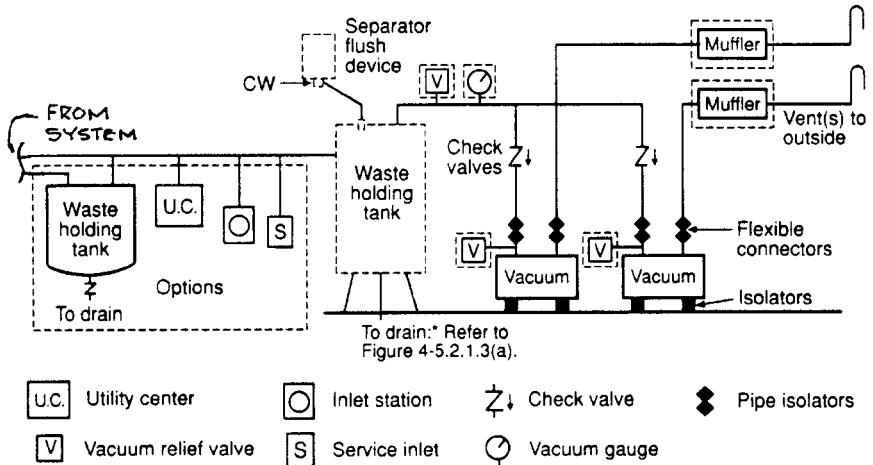 Separator
flush
device
CW
Muffler
V
Muffler
FROM
SYSTEM
Vent(s) to
outside
Check
valves
Waste
holding
tank
Waste
holding
tank
U.C.
S
V
V
Flexible
connectors
Vacuum
Vacuum
Options
Isolators
To drain
To drain:* Refer to
Figure 4-5.2.1.3(a).
U.C. Utility center
Inlet station
Check valve
Pipe isolators
V Vacuum relief valve
S Service inlet
Vacuum gauge